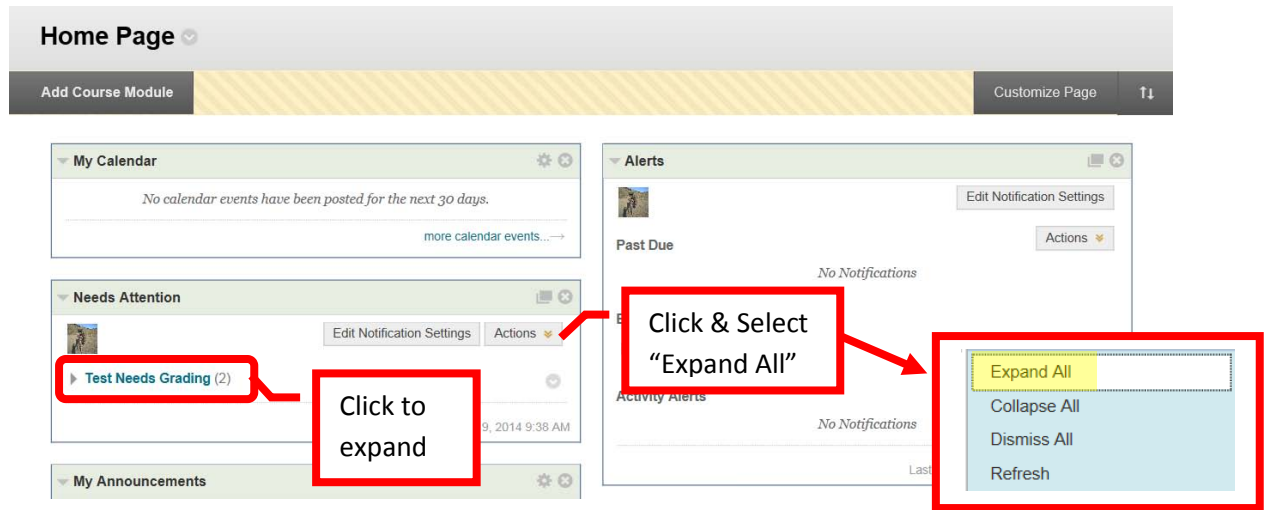 Home Page
Add Course Module
Customize Page
My Calendar
No calendar events have been posted for the next 30 days.
more calendar events...→
Needs Attention
Edit Notification Settings
Actions
Test Needs Grading (2)
9, 2014 9:38 AM
Click to
expand
My Announcements
Alerts
Edit Notification Settings
Actions
Past Due
No Notifications
Click & Select
“Expand All”
Activity Alerts
No Notifications
Last
Expand All
Collapse All
Dismiss All
Refresh